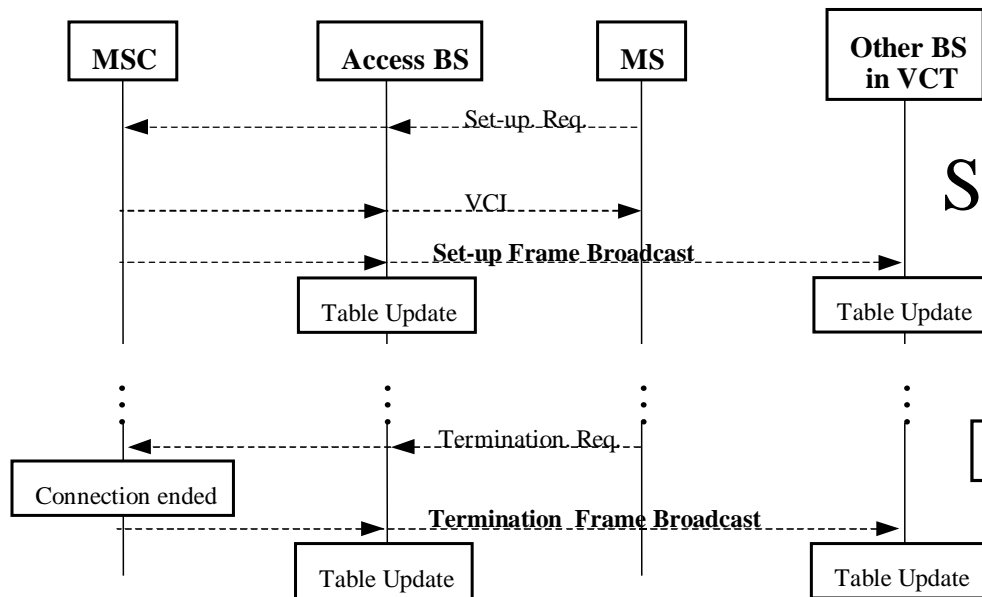 MSC
Access BS
MS
Other BS
in VCT
Set-up. Req.
S
VCI
Set-up Frame Broadcast
Table Update
Table Update
Termination. Req.
Connection ended
Termination Frame Broadcast
Table Update
Table Update